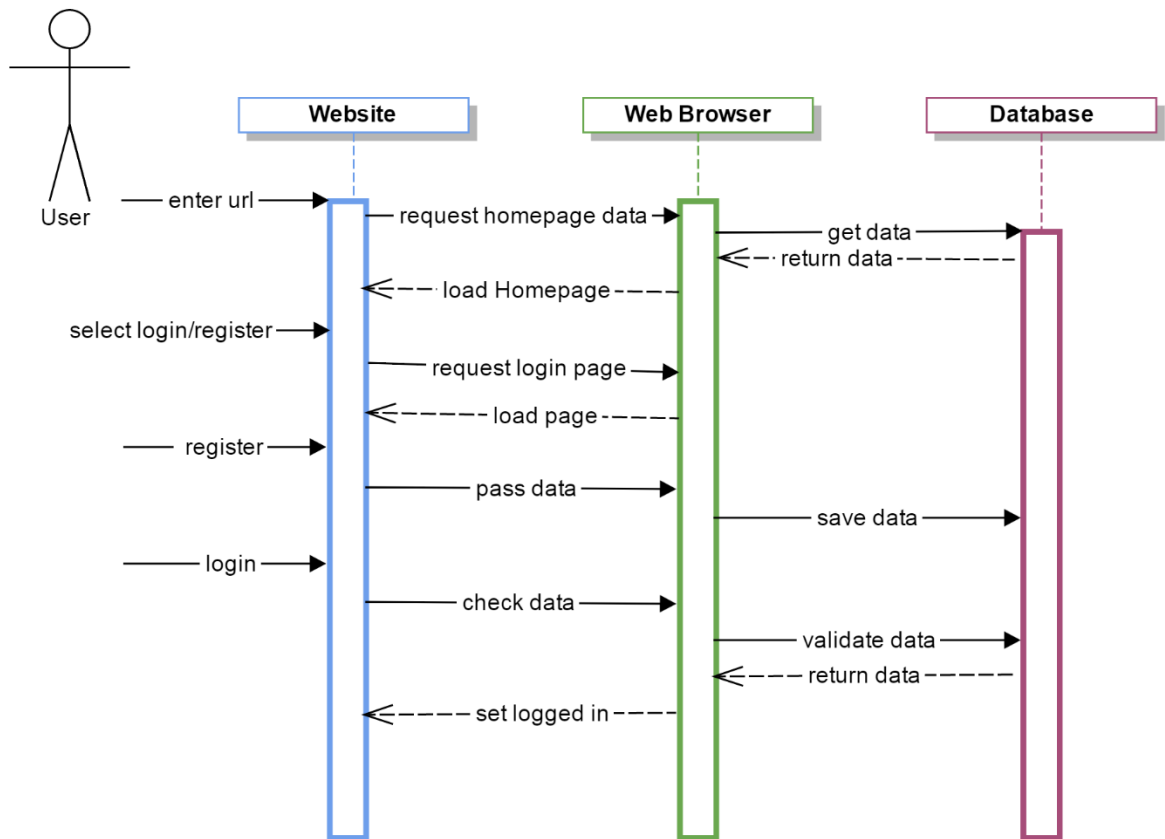 Website
Web Browser
Database
User
enter url
request homepage data
get data
return data
load Homepage
select login/register
request login page
load page
register
pass data
save data
login
check data
validate data
return data
set logged in